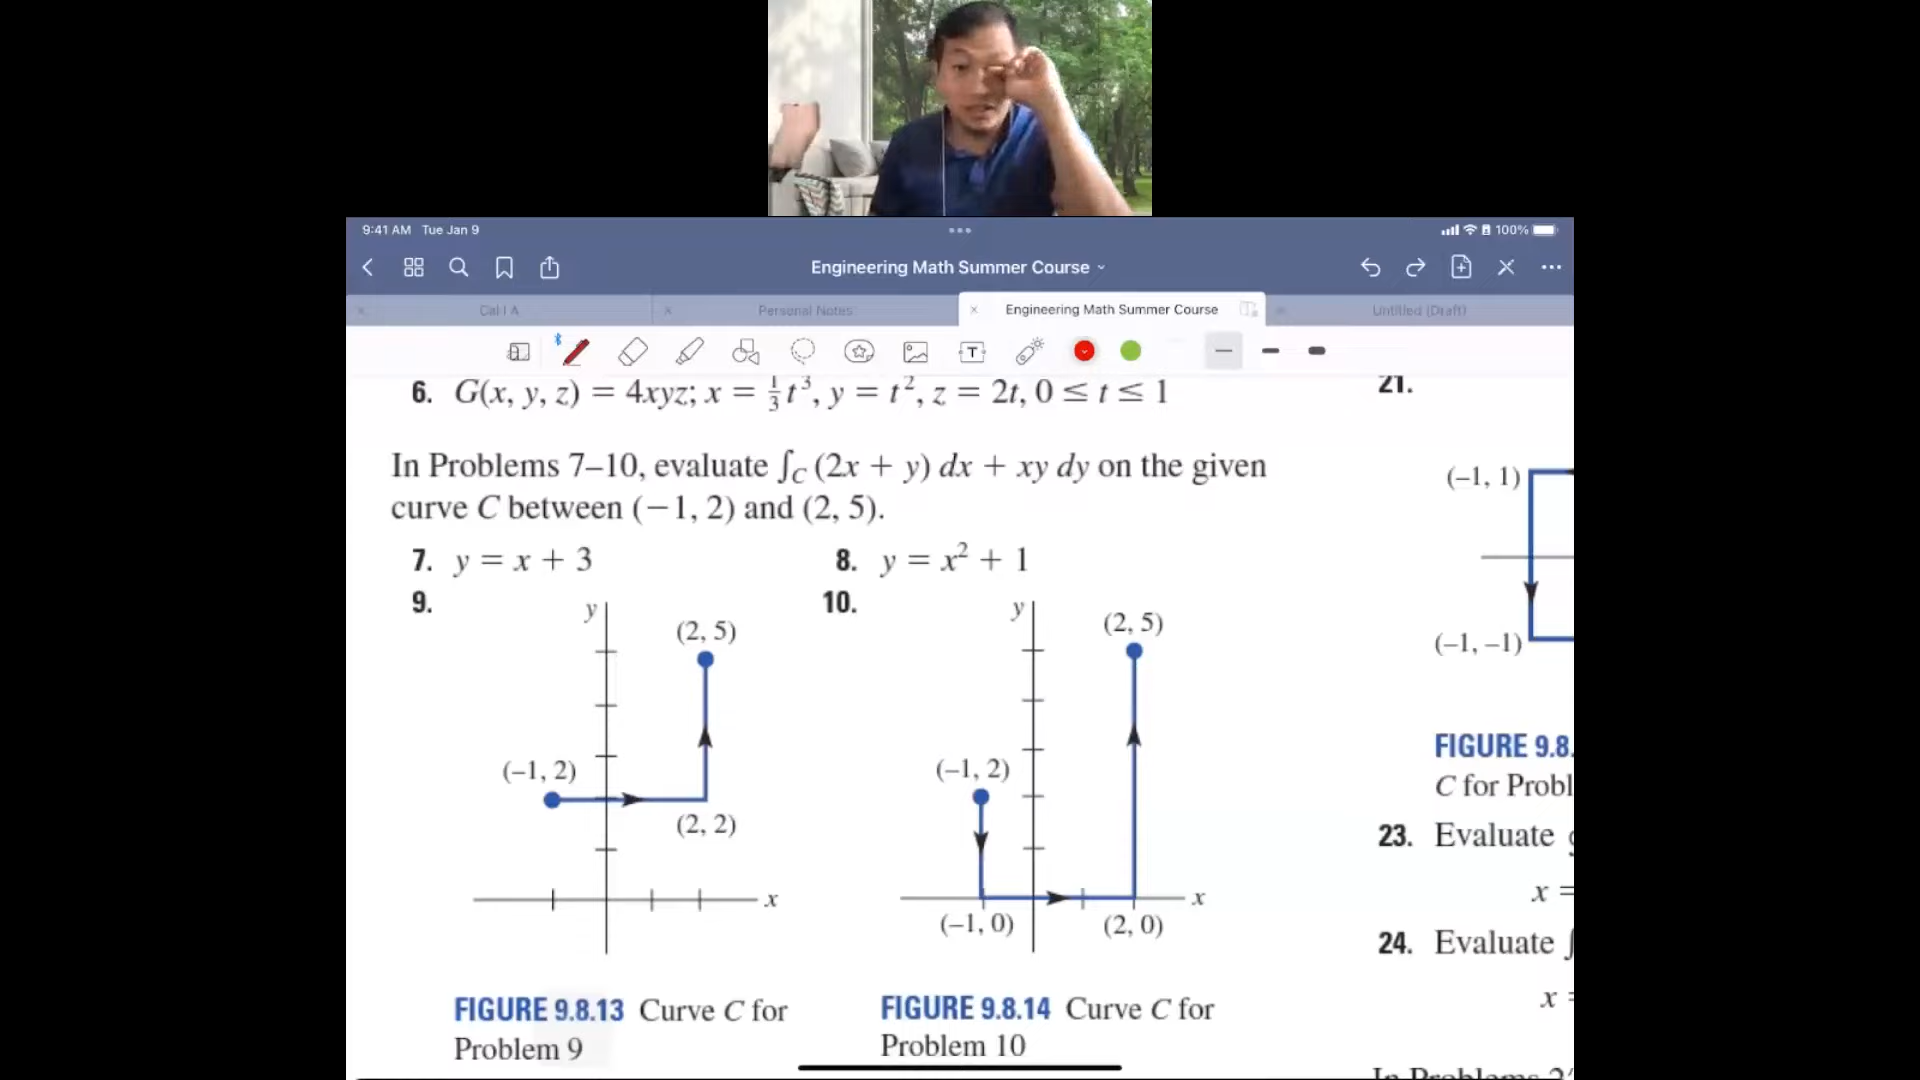 9:41 AM Tue Jan 9
100%
Engineering Math Summer Course
Cal I A
Personal Notes
Engineering Math Summer Course
Untitled (Draft)
6. G(x, y, z) = 4xyz; x = 1/3 t³, y = t², z = 2t, 0 ≤ t ≤ 1
In Problems 7–10, evaluate ∫C (2x + y) dx + xy dy on the given
curve C between (−1, 2) and (2, 5).
7. y = x + 3
8. y = x² + 1
9.
y
(2, 5)
(–1, 2)
(2, 2)
x
FIGURE 9.8.13 Curve C for
Problem 9
10.
y
(2, 5)
(–1, 2)
x
(–1, 0)
(2, 0)
FIGURE 9.8.14 Curve C for
Problem 10
21.
(–1, 1)
(–1, –1)
FIGURE 9.8.
C for Probl
23. Evaluate
x =
24. Evaluate ∫
x =
In Problems